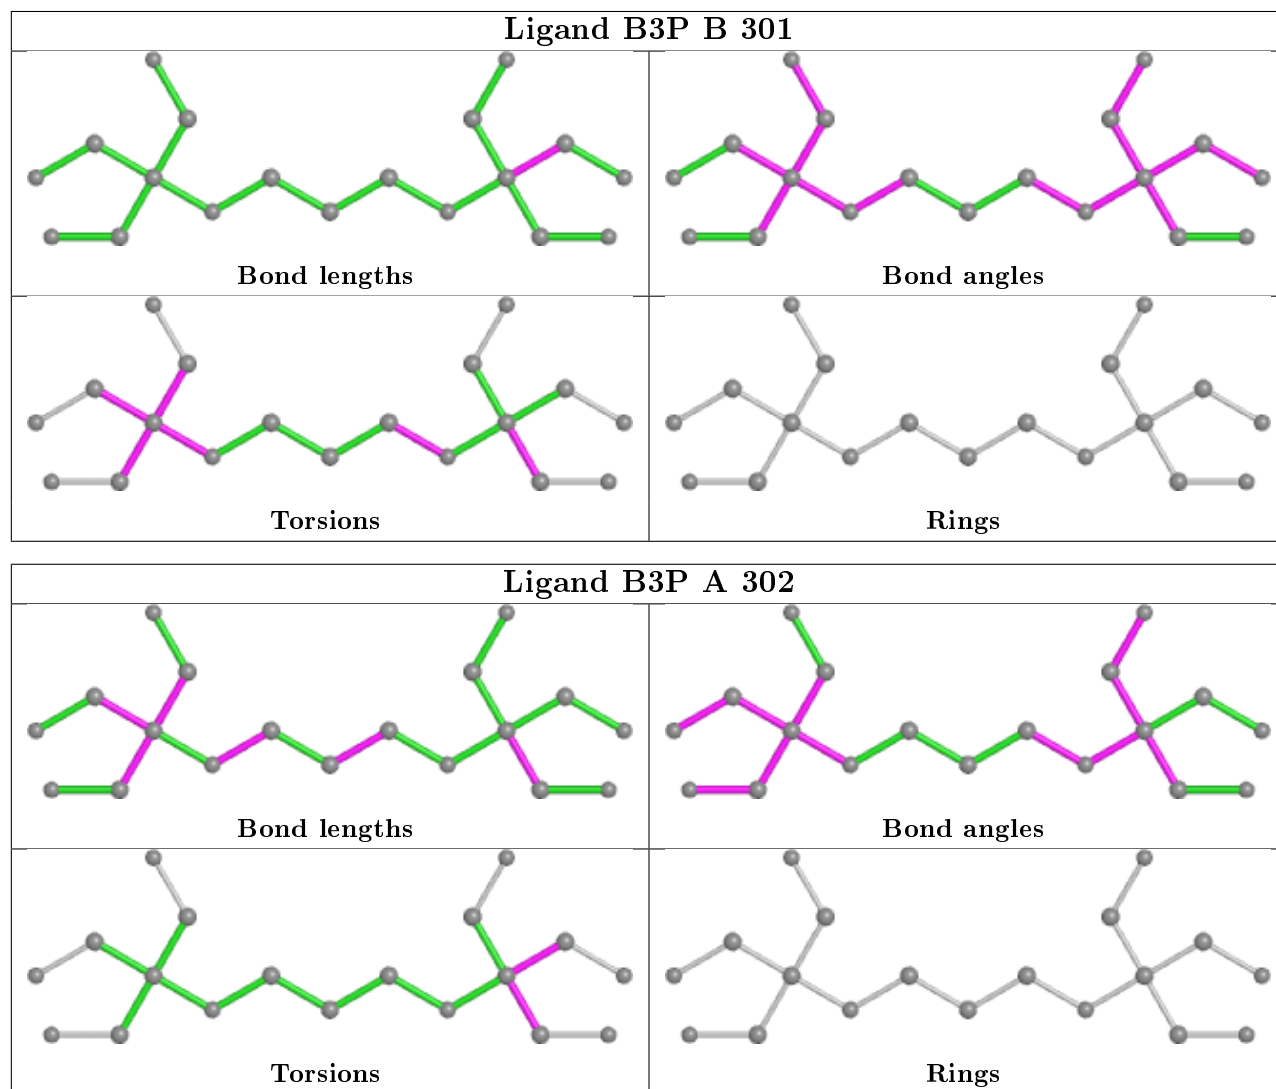 Ligand B3P B 301
Bond lengths
Bond angles
Torsions
Rings
Ligand B3P A 302
Bond lengths
Bond angles
Torsions
Rings